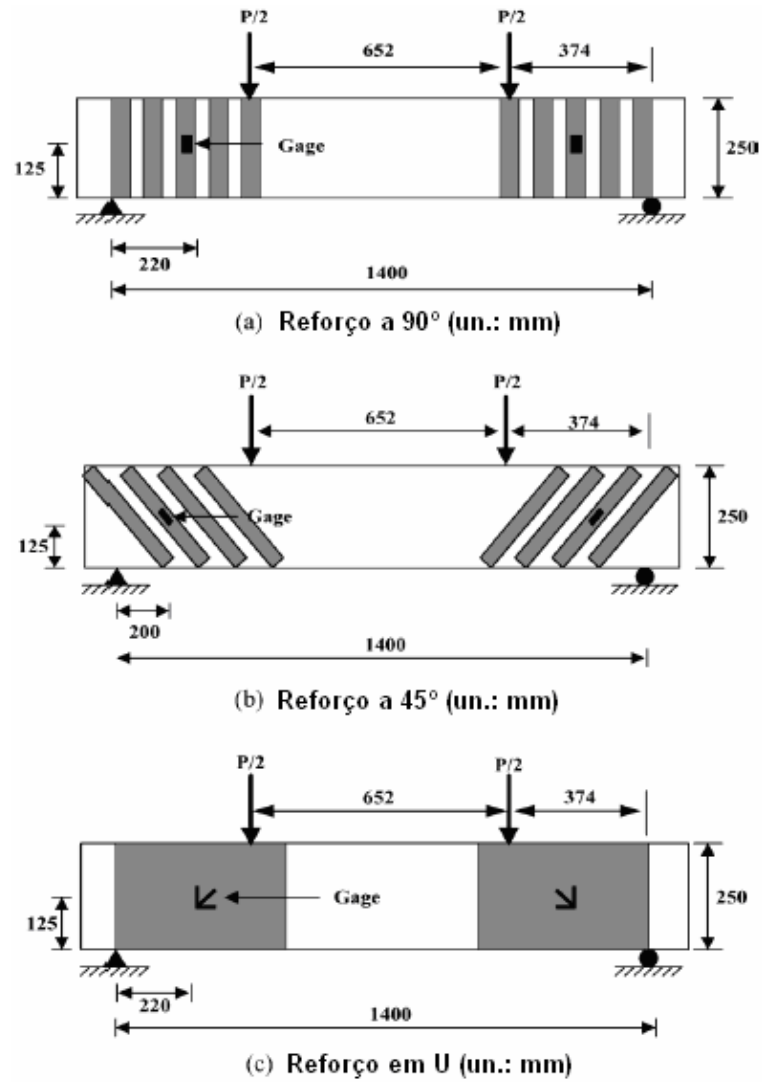 P/2 P/2
652 374
125 Gage 250
220
1400
(a) Reforço a 90° (un.: mm)
P/2 P/2
652 374
125 Gage 250
200
1400
(b) Reforço a 45° (un.: mm)
P/2 P/2
652 374
125 Gage 250
220
1400
(c) Reforço em U (un.: mm)